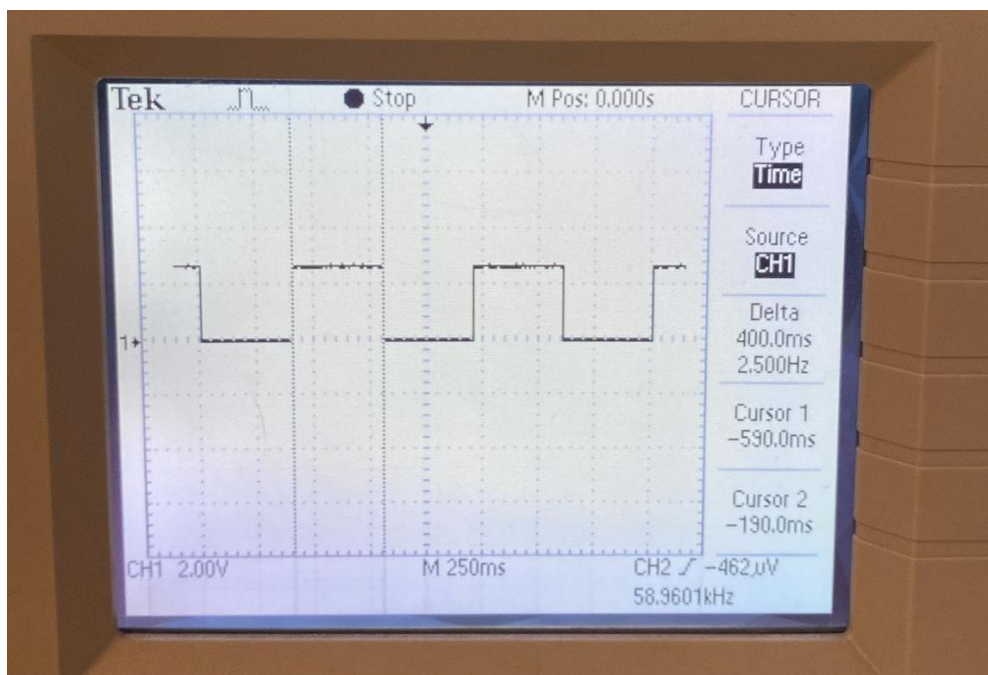 Tek Stop M Pos: 0.000s CURSOR
Type
Time
Source
CH1
Delta
400.0ms
2.500Hz
Cursor 1
-590.0ms
Cursor 2
-190.0ms
1
CH1 2.00V M 250ms CH2 -462μV
58.9601kHz